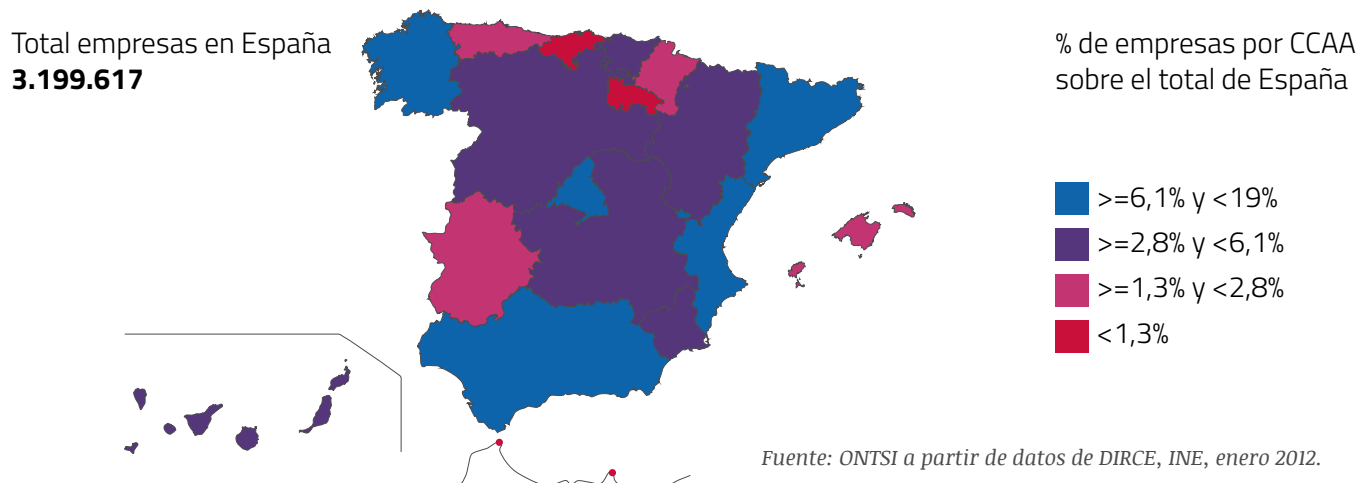 Total empresas en España
3.199.617
% de empresas por CCAA
sobre el total de España
>=6,1% y <19%
>=2,8% y <6,1%
>=1,3% y <2,8%
<1,3%
Fuente: ONTSI a partir de datos de DIRCE, INE, enero 2012.